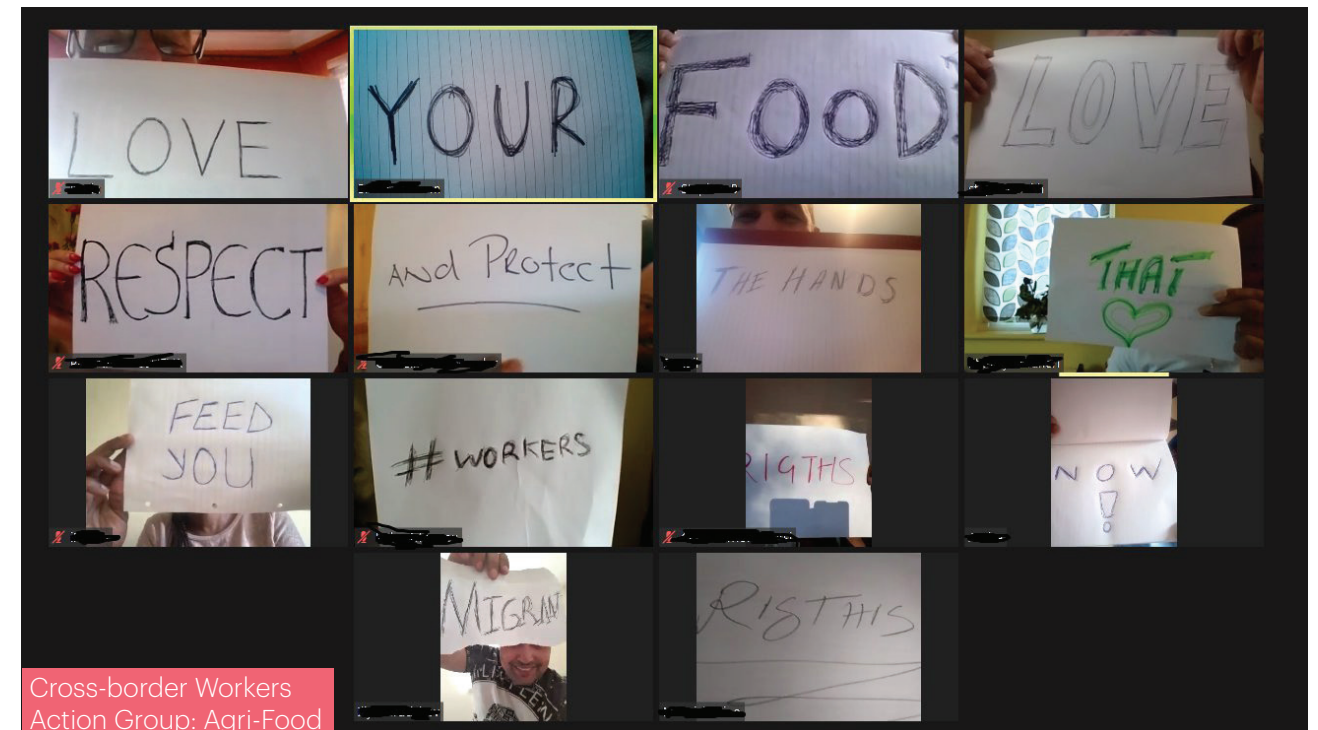 LOVE
YOUR
FOOD
LOVE
RESPECT
AND PROtect
THE HANDS
THAT
FEED
YOU
#WORKERS
RIGTHS
NOW
!
MIGRAN
RIGTHIS
Cross-border Workers
Action Group: Agri-Food